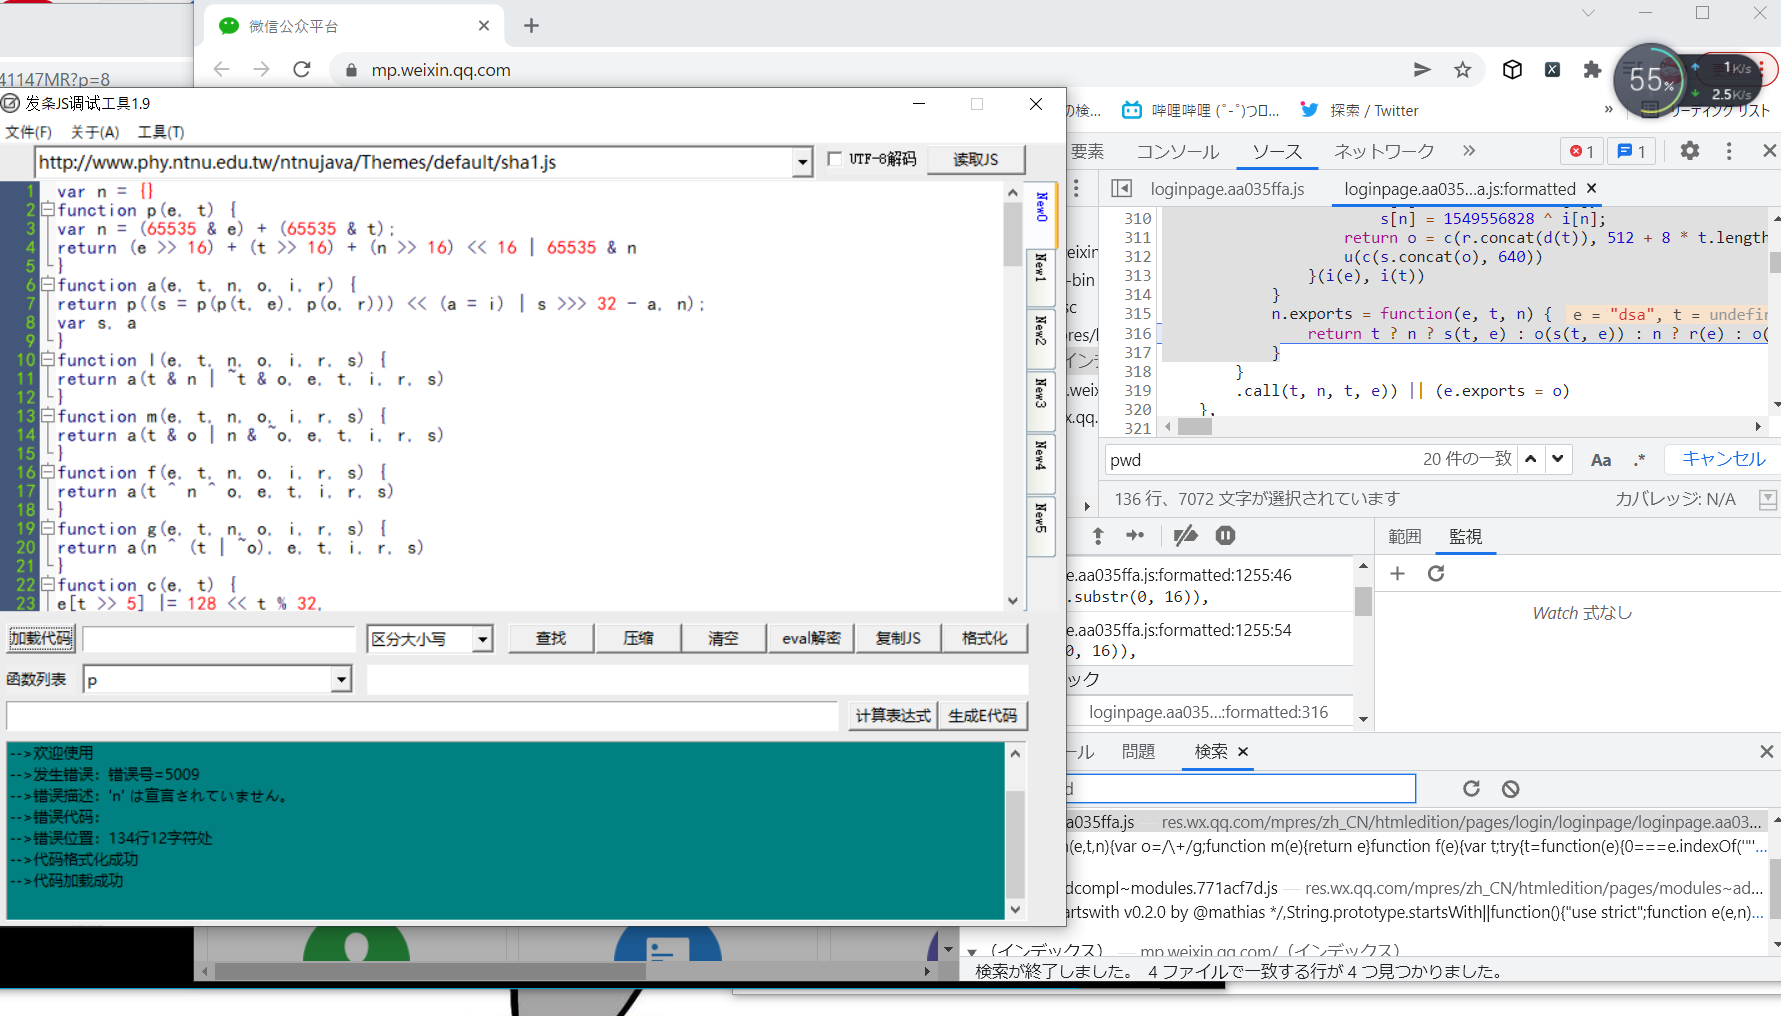 微信公众平台
41147MR?p=8
mp.weixin.qq.com
55%
1K/s
2.5K/s
の検...
哔哩哔哩 (゜-゜)つロ...
探索 / Twitter
»
リーディング リスト
发条JS调试工具1.9
文件(F) 关于(A) 工具(T)
http://www.phy.ntnu.edu.tw/ntnujava/Themes/default/sha1.js
UTF-8解码
读取JS
1 var n = {}
2 function p(e, t) {
3 var n = (65535 & e) + (65535 & t);
4 return (e >> 16) + (t >> 16) + (n >> 16) << 16 | 65535 & n
5 }
6 function a(e, t, n, o, i, r) {
7 return p((s = p(p(t, e), p(o, r))) << (a = i) | s >>> 32 - a, n);
8 var s, a
9 }
10 function l(e, t, n, o, i, r, s) {
11 return a(t & n | ~t & o, e, t, i, r, s)
12 }
13 function m(e, t, n, o, i, r, s) {
14 return a(t & o | n & ~o, e, t, i, r, s)
15 }
16 function f(e, t, n, o, i, r, s) {
17 return a(t ^ n ^ o, e, t, i, r, s)
18 }
19 function g(e, t, n, o, i, r, s) {
20 return a(n ^ (t | ~o), e, t, i, r, s)
21 }
22 function c(e, t) {
23 e[t >> 5] |= 128 << t % 32,
New0
New1
New2
New3
New4
New5
加载代码
区分大小写
查找
压缩
清空
eval解密
复制JS
格式化
函数列表
p
计算表达式
生成E代码
-->欢迎使用
-->发生错误：错误号=5009
-->错误描述：'n' は宣言されていません。
-->错误代码：
-->错误位置：134行12字符处
-->代码格式化成功
-->代码加载成功
要素 コンソール ソース ネットワーク »
1
1
loginpage.aa035ffa.js
loginpage.aa035...a.js:formatted
eixin
-bin
sc
pres/l
イン
.weix
x.qq.
310 s[n] = 1549556828 ^ i[n];
311 return o = c(r.concat(d(t)), 512 + 8 * t.length
312 u(c(s.concat(o), 640))
313 }(i(e), i(t))
314 }
315 n.exports = function(e, t, n) { e = "dsa", t = undefin
316 return t ? n ? s(t, e) : o(s(t, e)) : n ? r(e) : o(
317 }
318 }
319 .call(t, n, t, e)) || (e.exports = o)
320 },
321
pwd
20 件の一致
Aa
.*
キャンセル
136 行、7072 文字が選択されています
カバレッジ: N/A
範囲 監視
e.aa035ffa.js:formatted:1255:46
.substr(0, 16)),
e.aa035ffa.js:formatted:1255:54
0, 16)),
ック
loginpage.aa035...:formatted:316
Watch 式なし
ール 問題 検索
d
a035ffa.js — res.wx.qq.com/mpres/zh_CN/htmledition/pages/login/loginpage/loginpage.aa03...
n(e,t,n){var o=/\+/g;function m(e){return e}function f(e){var t;try{t=function(e){0===e.indexOf('"'...
dcompl~modules.771acf7d.js — res.wx.qq.com/mpres/zh_CN/htmledition/pages/modules~ad...
artswith v0.2.0 by @mathias */,String.prototype.startsWith||function(){"use strict";function e(e,n)...
（インデックス） — mp.weixin.qq.com/（インデックス）
検索が終了しました。 4 ファイルで一致する行が 4 つ見つかりました。